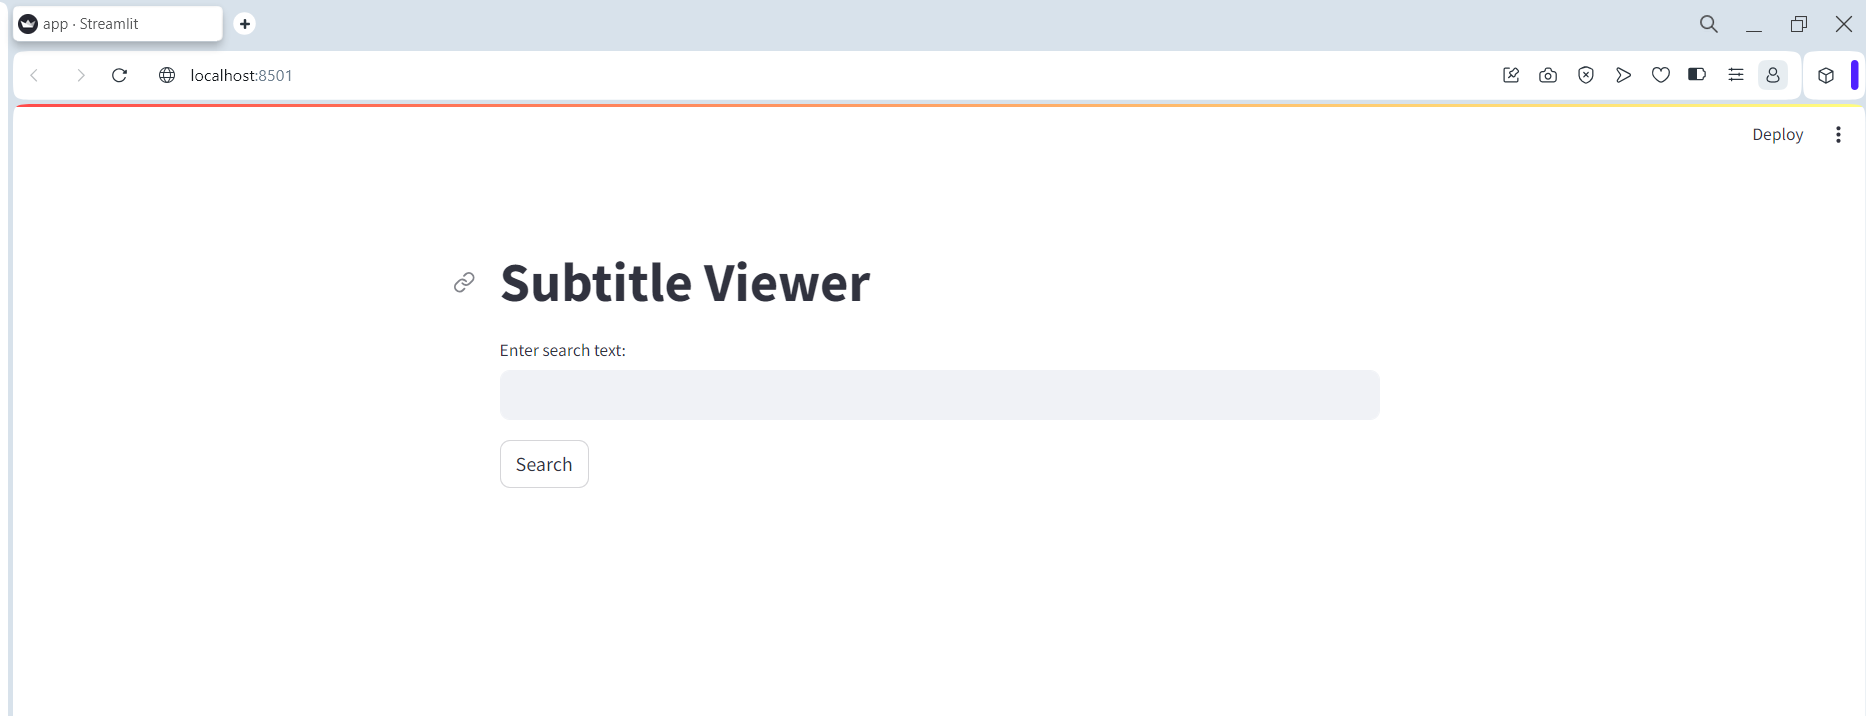 app · Streamlit
localhost:8501
Deploy
Subtitle Viewer
Enter search text:
Search